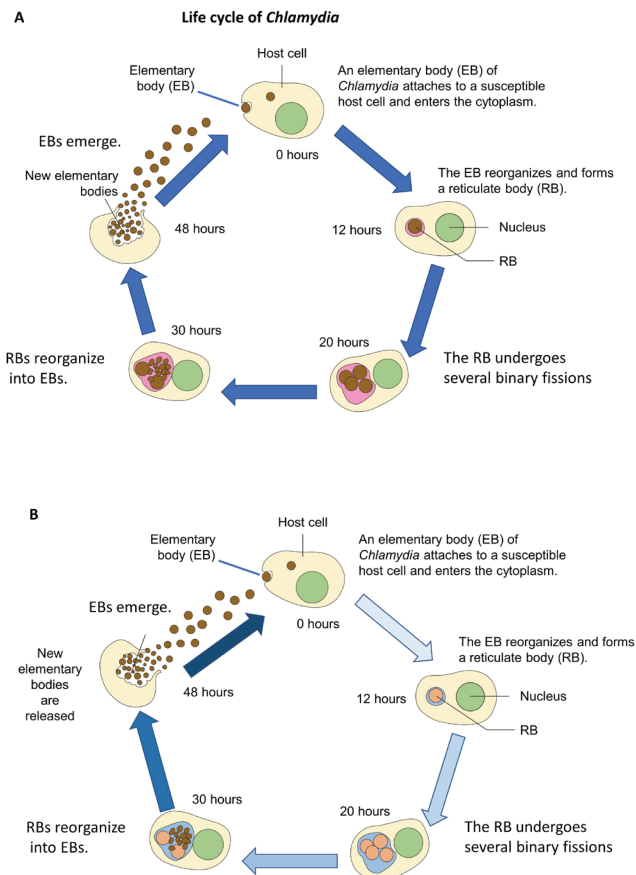 A
Life cycle of Chlamydia
Host cell
Elementary
body (EB)
An elementary body (EB) of
Chlamydia attaches to a susceptible
host cell and enters the cytoplasm.
0 hours
EBs emerge.
New elementary
bodies
48 hours
The EB reorganizes and forms
a reticulate body (RB).
12 hours
Nucleus
RB
30 hours
20 hours
RBs reorganize
into EBs.
The RB undergoes
several binary fissions
B
Host cell
Elementary
body (EB)
An elementary body (EB) of
Chlamydia attaches to a susceptible
host cell and enters the cytoplasm.
EBs emerge.
0 hours
New
elementary
bodies
are
released
48 hours
The EB reorganizes and forms
a reticulate body (RB).
12 hours
Nucleus
RB
30 hours
20 hours
RBs reorganize
into EBs.
The RB undergoes
several binary fissions